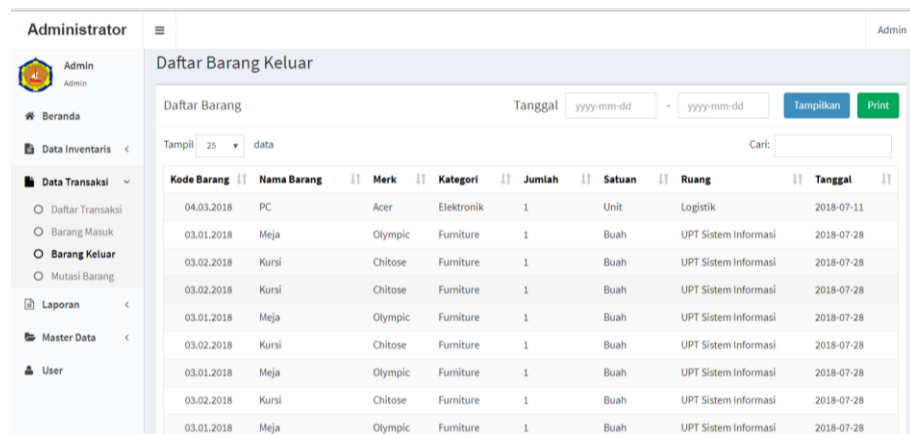 Administrator
Admin
Admin
Admin
Beranda
Data Inventaris
Data Transaksi
Daftar Transaksi
Barang Masuk
Barang Keluar
Mutasi Barang
Laporan
Master Data
User
Daftar Barang Keluar
Daftar Barang Tanggal yyyy-mm-dd - yyyy-mm-dd Tampilkan Print
Tampil 25 data Cari:
Kode Barang Nama Barang Merk Kategori Jumlah Satuan Ruang Tanggal
04.03.2018 PC Acer Elektronik 1 Unit Logistik 2018-07-11
03.01.2018 Meja Olympic Furniture 1 Buah UPT Sistem Informasi 2018-07-28
03.02.2018 Kursi Chitose Furniture 1 Buah UPT Sistem Informasi 2018-07-28
03.02.2018 Kursi Chitose Furniture 1 Buah UPT Sistem Informasi 2018-07-28
03.01.2018 Meja Olympic Furniture 1 Buah UPT Sistem Informasi 2018-07-28
03.02.2018 Kursi Chitose Furniture 1 Buah UPT Sistem Informasi 2018-07-28
03.01.2018 Meja Olympic Furniture 1 Buah UPT Sistem Informasi 2018-07-28
03.02.2018 Kursi Chitose Furniture 1 Buah UPT Sistem Informasi 2018-07-28
03.01.2018 Meja Olympic Furniture 1 Buah UPT Sistem Informasi 2018-07-28